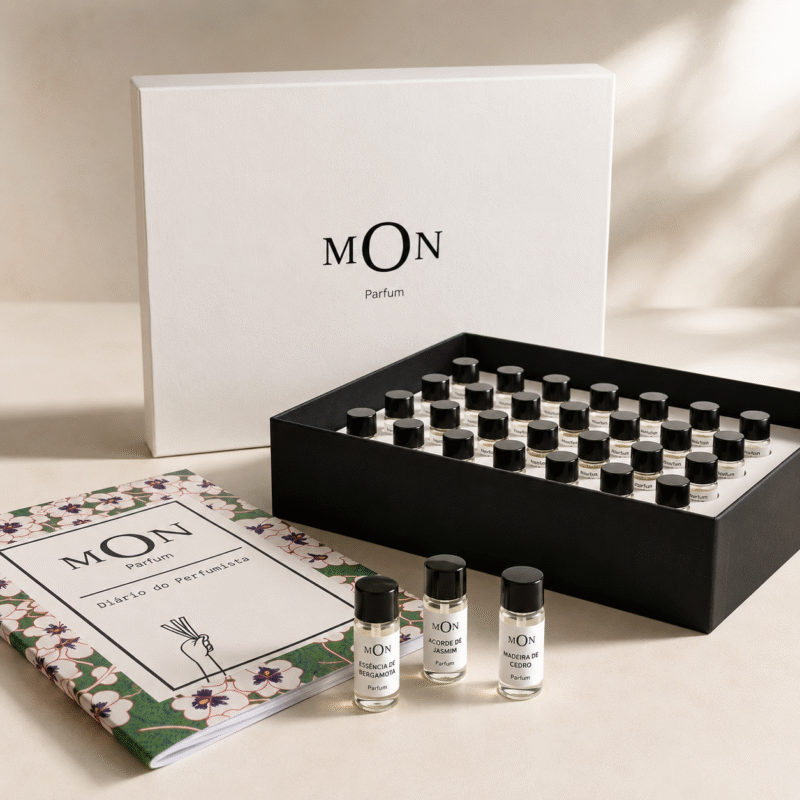 MON
Parfum
MON
Parfum
Diário do Perfumista
MON
ESSÊNCIA DE
BERGAMOTA
Parfum
MON
ACORDE DE
JASMIM
Parfum
MON
MADEIRA DE
CEDRO
Parfum